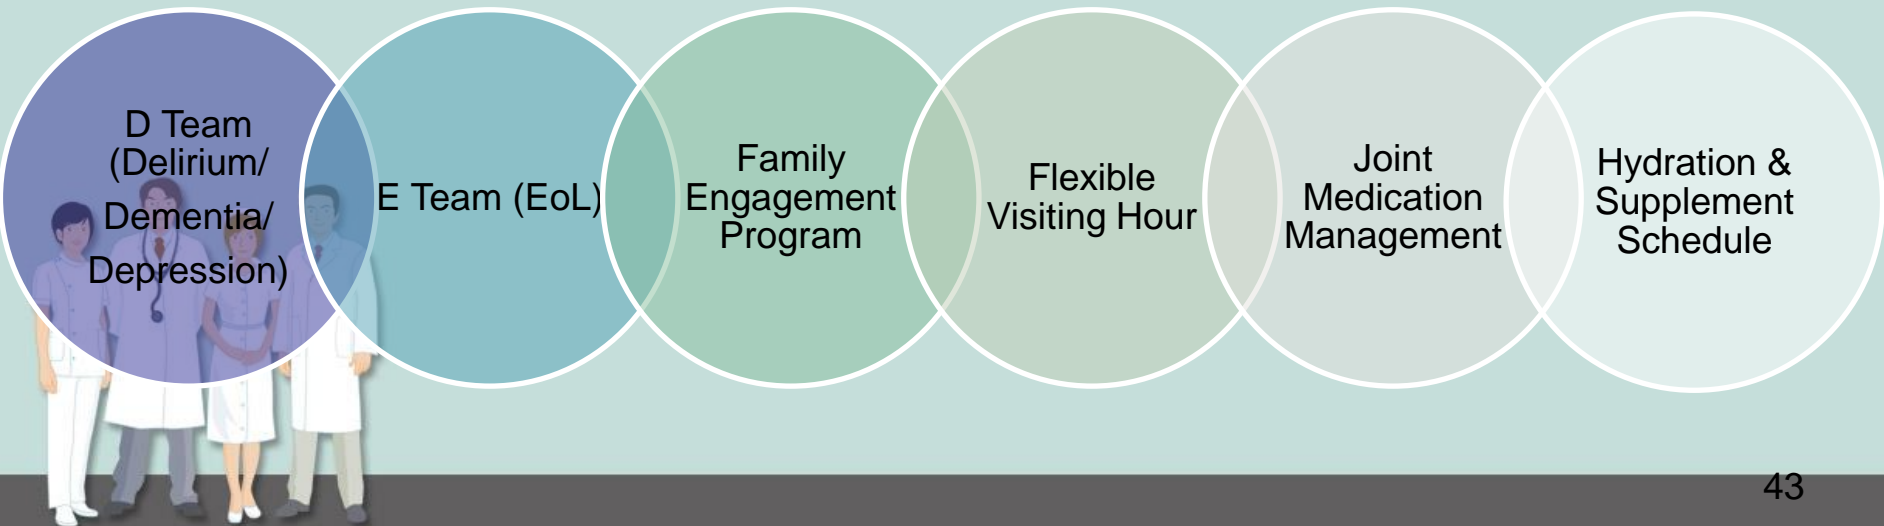 D Team
(Delirium/
Dementia/
Depression)
E Team (EoL)
Family
Engagement
Program
Flexible
Visiting Hour
Joint
Medication
Management
Hydration &
Supplement
Schedule
43